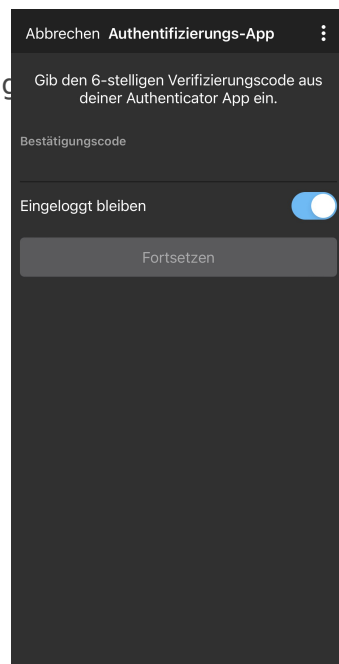 Abbrechen Authentifizierungs-App
Gib den 6-stelligen Verifizierungscode aus
deiner Authenticator App ein.
Bestätigungscode
Eingeloggt bleiben
Fortsetzen